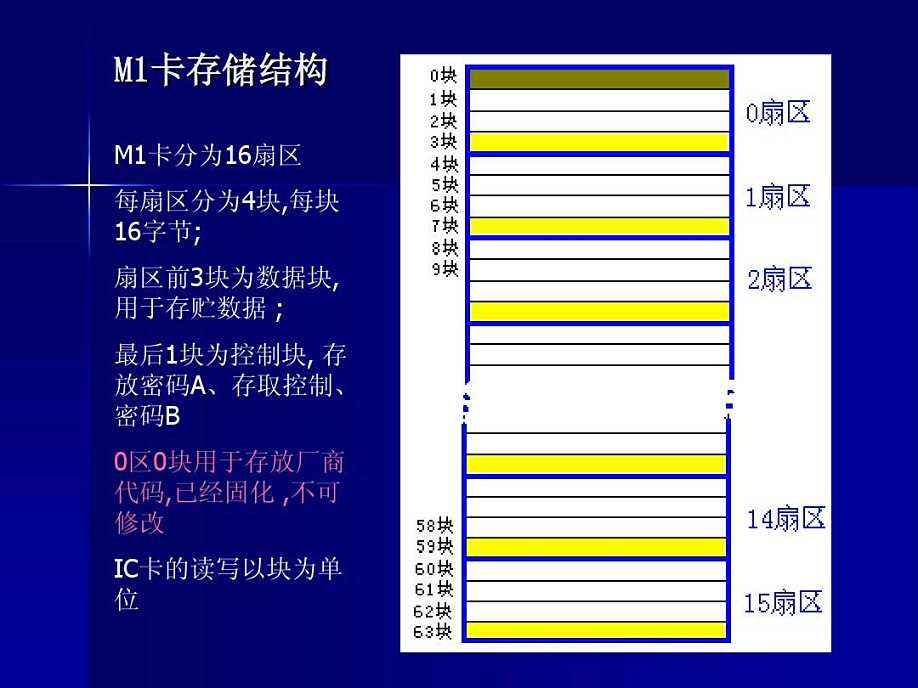 M1卡存储结构
M1卡分为16扇区
每扇区分为4块,每块
16字节;
扇区前3块为数据块,
用于存贮数据；
最后1块为控制块, 存
放密码A、存取控制、
密码B
0区0块用于存放厂商
代码,已经固化 ,不可
修改
IC卡的读写以块为单
位
0块
1块
2块
3块
4块
5块
6块
7块
8块
9块
58块
59块
60块
61块
62块
63块
0扇区
1扇区
2扇区
14扇区
15扇区